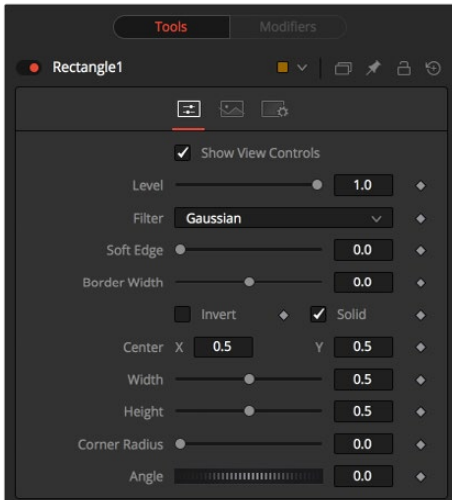 Tools Modifiers
Rectangle1
Show View Controls
Level 1.0
Filter Gaussian
Soft Edge 0.0
Border Width 0.0
Invert Solid
Center X 0.5 Y 0.5
Width 0.5
Height 0.5
Corner Radius 0.0
Angle 0.0